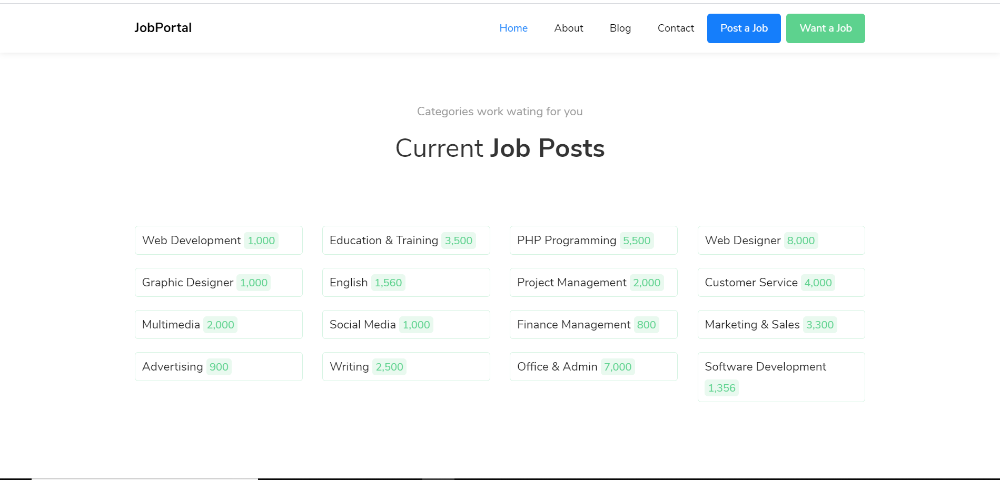 JobPortal Home About Blog Contact Post a Job Want a Job
Categories work wating for you
Current Job Posts
Web Development 1,000 Education & Training 3,500 PHP Programming 5,500 Web Designer 8,000
Graphic Designer 1,000 English 1,560 Project Management 2,000 Customer Service 4,000
Multimedia 2,000 Social Media 1,000 Finance Management 800 Marketing & Sales 3,300
Advertising 900 Writing 2,500 Office & Admin 7,000 Software Development
1,356